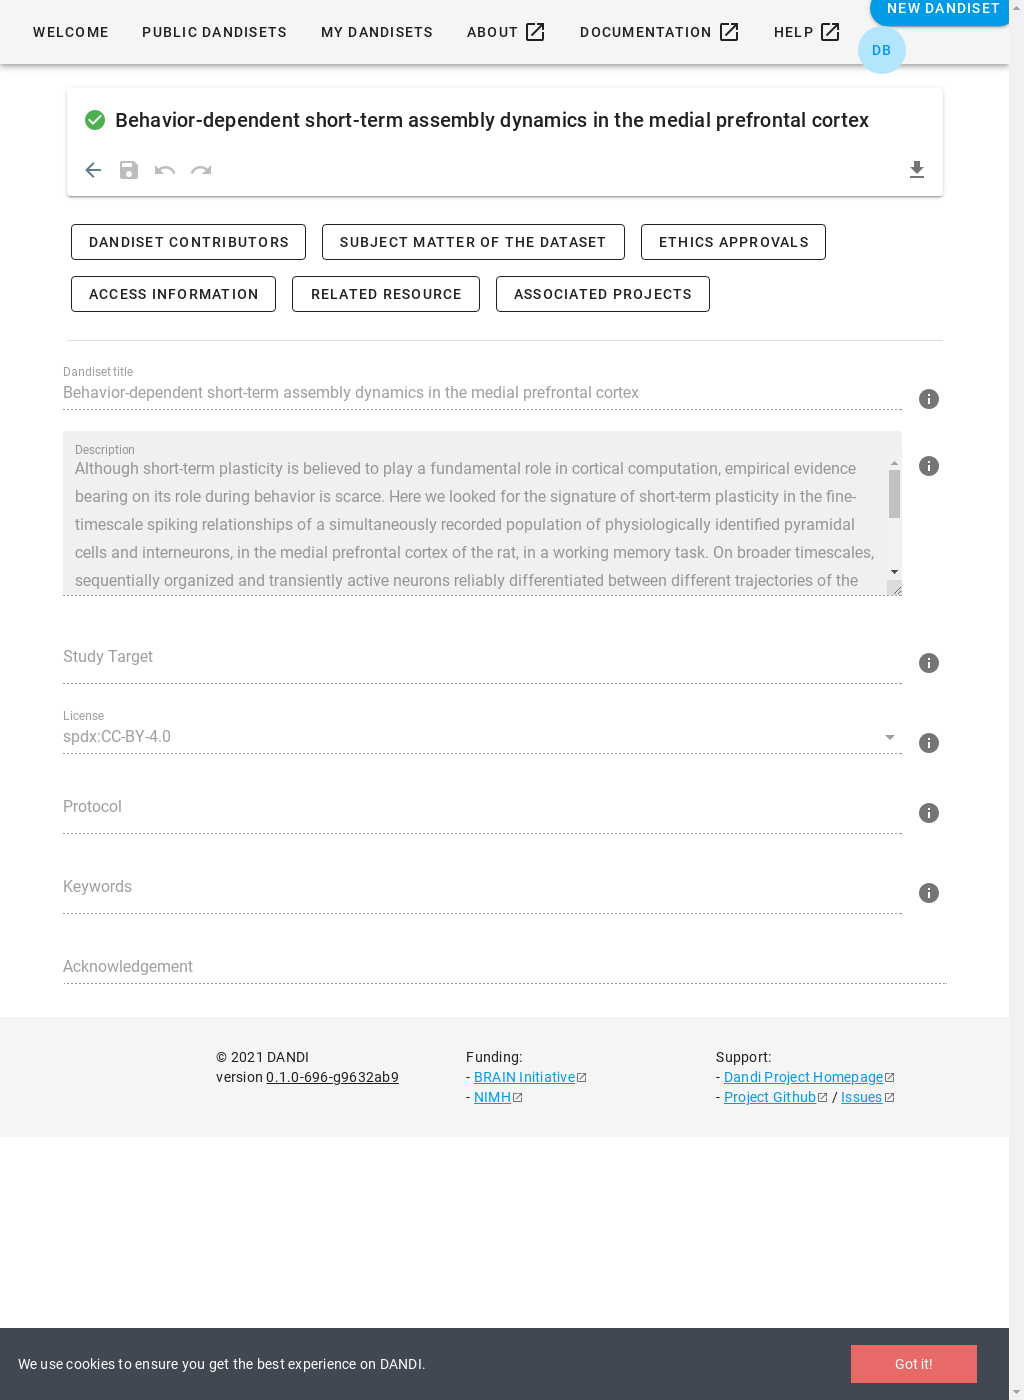 WELCOME
PUBLIC DANDISETS
MY DANDISETS
ABOUT
DOCUMENTATION
HELP
NEW DANDISET
DB
Behavior-dependent short-term assembly dynamics in the medial prefrontal cortex
DANDISET CONTRIBUTORS
SUBJECT MATTER OF THE DATASET
ETHICS APPROVALS
ACCESS INFORMATION
RELATED RESOURCE
ASSOCIATED PROJECTS
Dandiset title
Behavior-dependent short-term assembly dynamics in the medial prefrontal cortex
Description
Although short-term plasticity is believed to play a fundamental role in cortical computation, empirical evidence
bearing on its role during behavior is scarce. Here we looked for the signature of short-term plasticity in the fine-
timescale spiking relationships of a simultaneously recorded population of physiologically identified pyramidal
cells and interneurons, in the medial prefrontal cortex of the rat, in a working memory task. On broader timescales,
sequentially organized and transiently active neurons reliably differentiated between different trajectories of the
Study Target
License
spdx:CC-BY-4.0
Protocol
Keywords
Acknowledgement
© 2021 DANDI
version 0.1.0-696-g9632ab9
Funding:
- BRAIN Initiative
- NIMH
Support:
- Dandi Project Homepage
- Project Github / Issues
We use cookies to ensure you get the best experience on DANDI.
Got it!